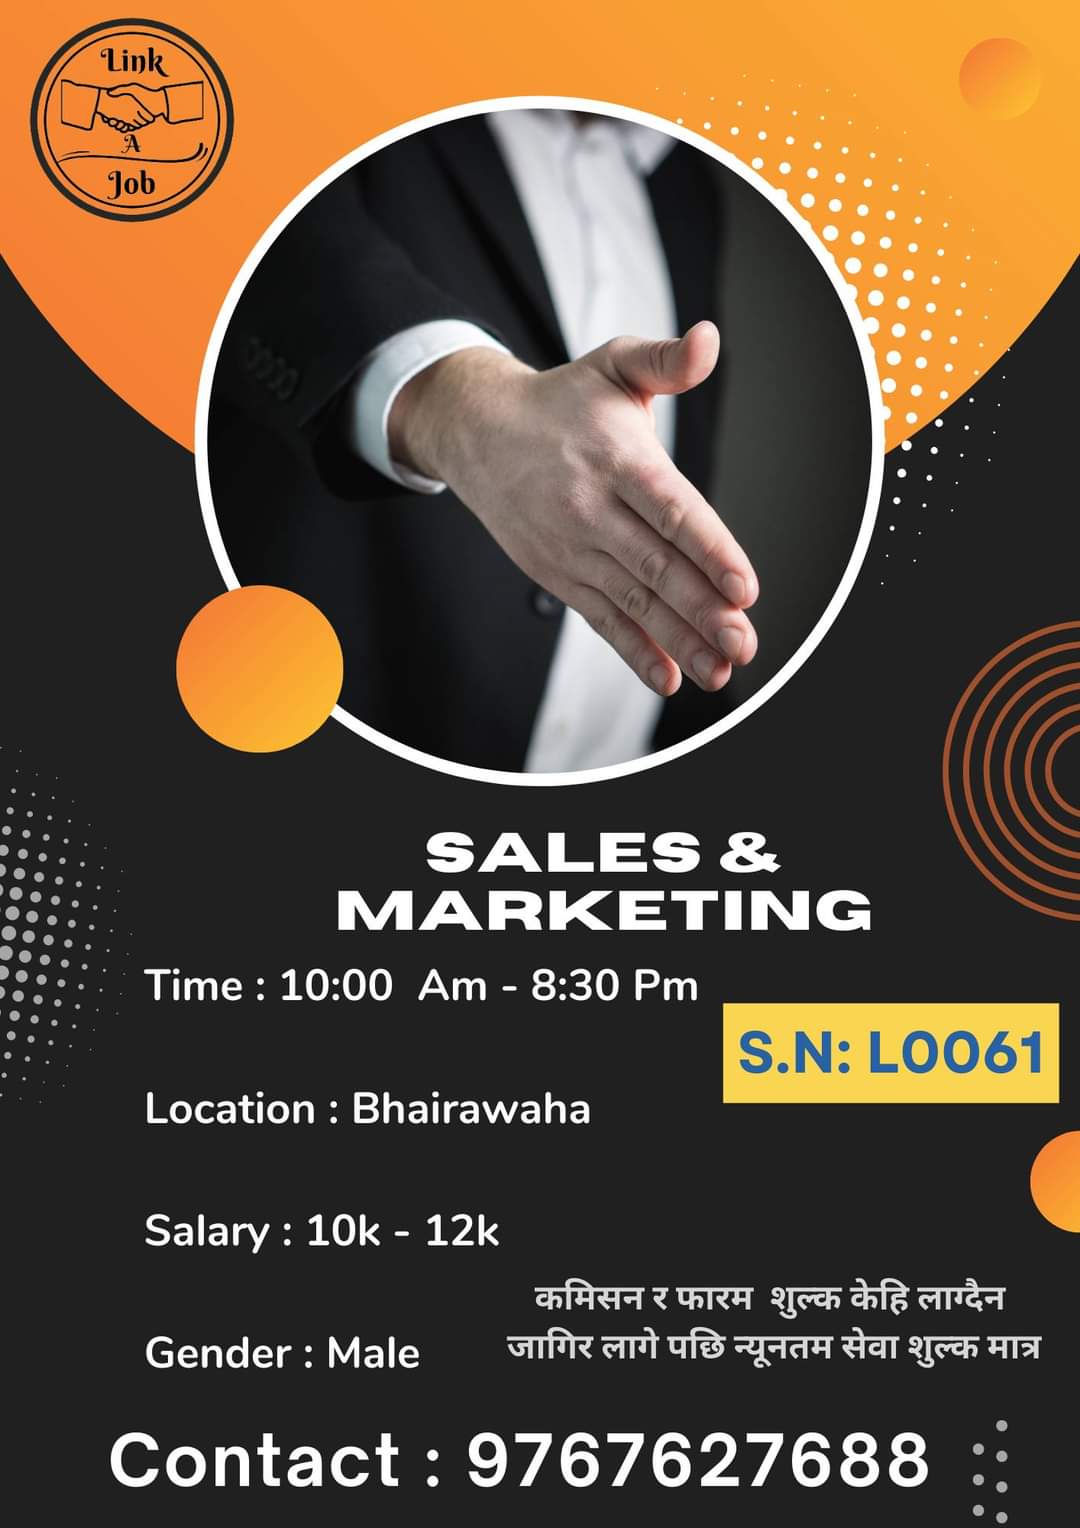 Link
A
Job
SALES &
MARKETING
Time : 10:00  Am - 8:30 Pm
S.N: L0061
Location : Bhairawaha
Salary : 10k - 12k
कमिसन र फारम  शुल्क केहि लाग्दैन
जागिर लागे पछि न्यूनतम सेवा शुल्क मात्र
Gender : Male
Contact : 9767627688